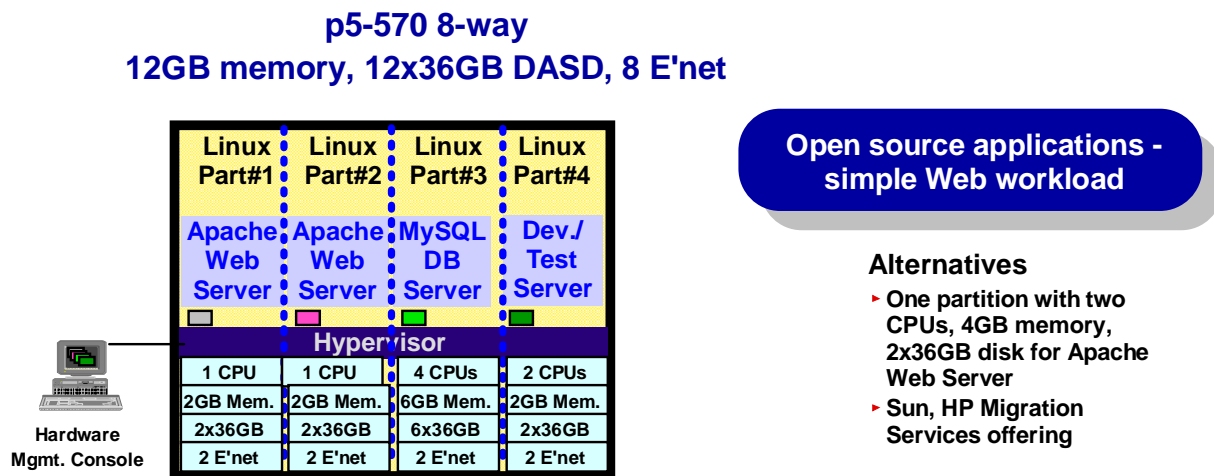 p5-570 8-way
12GB memory, 12x36GB DASD, 8 E'net
Linux Part#1
Linux Part#2
Linux Part#3
Linux Part#4
Apache Web Server
Apache Web Server
MySQL DB Server
Dev./ Test Server
Hypervisor
1 CPU
1 CPU
4 CPUs
2 CPUs
2GB Mem.
2GB Mem.
6GB Mem.
2GB Mem.
2x36GB
2x36GB
6x36GB
2x36GB
2 E'net
2 E'net
2 E'net
2 E'net
Hardware
Mgmt. Console
Open source applications -
simple Web workload
Alternatives
► One partition with two
CPUs, 4GB memory,
2x36GB disk for Apache
Web Server
► Sun, HP Migration
Services offering